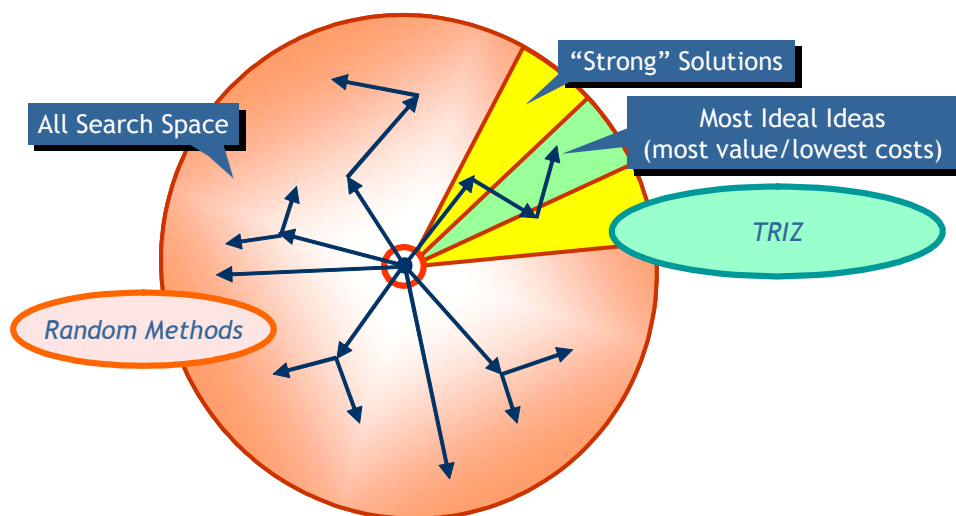 “Strong” Solutions
All Search Space
Most Ideal Ideas
(most value/lowest costs)
TRIZ
Random Methods